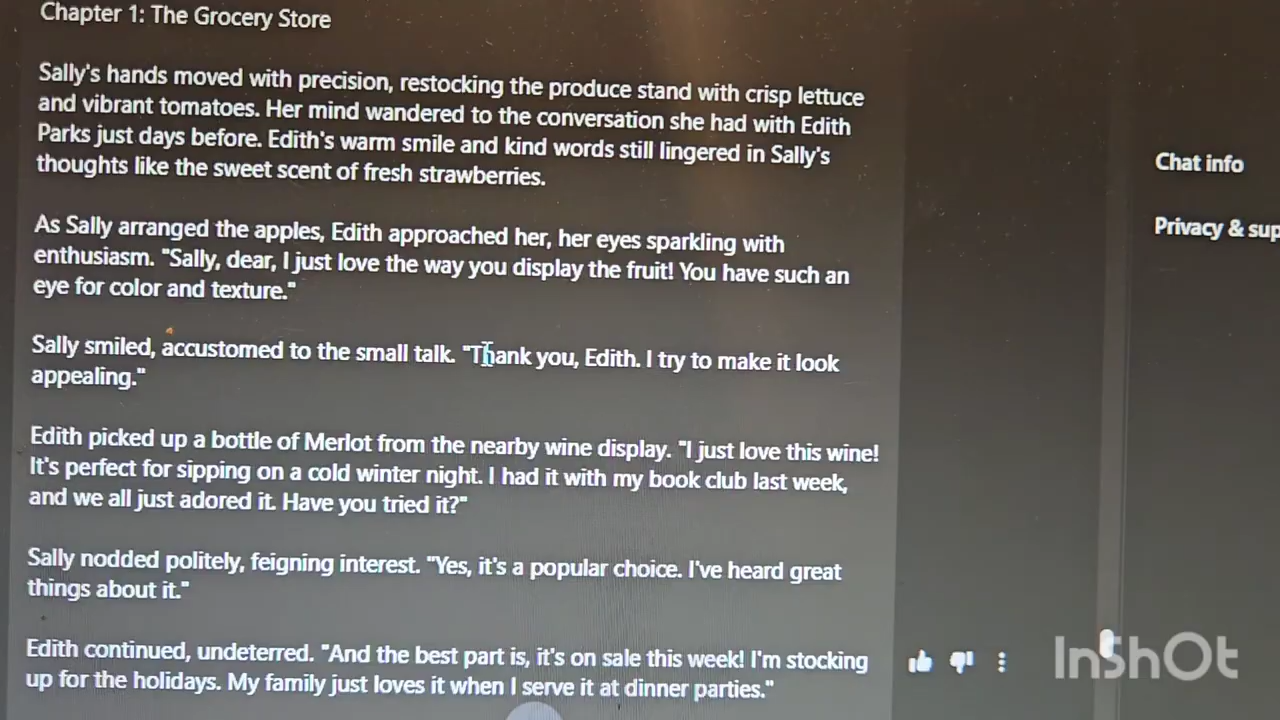 Chapter 1: The Grocery Store
Sally's hands moved with precision, restocking the produce stand with crisp lettuce
and vibrant tomatoes. Her mind wandered to the conversation she had with Edith
Parks just days before. Edith's warm smile and kind words still lingered in Sally's
thoughts like the sweet scent of fresh strawberries.
As Sally arranged the apples, Edith approached her, her eyes sparkling with
enthusiasm. "Sally, dear, I just love the way you display the fruit! You have such an
eye for color and texture."
Sally smiled, accustomed to the small talk. "Thank you, Edith. I try to make it look
appealing."
Edith picked up a bottle of Merlot from the nearby wine display. "I just love this wine!
It's perfect for sipping on a cold winter night. I had it with my book club last week,
and we all just adored it. Have you tried it?"
Sally nodded politely, feigning interest. "Yes, it's a popular choice. I've heard great
things about it."
Edith continued, undeterred. "And the best part is, it's on sale this week! I'm stocking
up for the holidays. My family just loves it when I serve it at dinner parties."
Chat info
Privacy & sup
InShOt